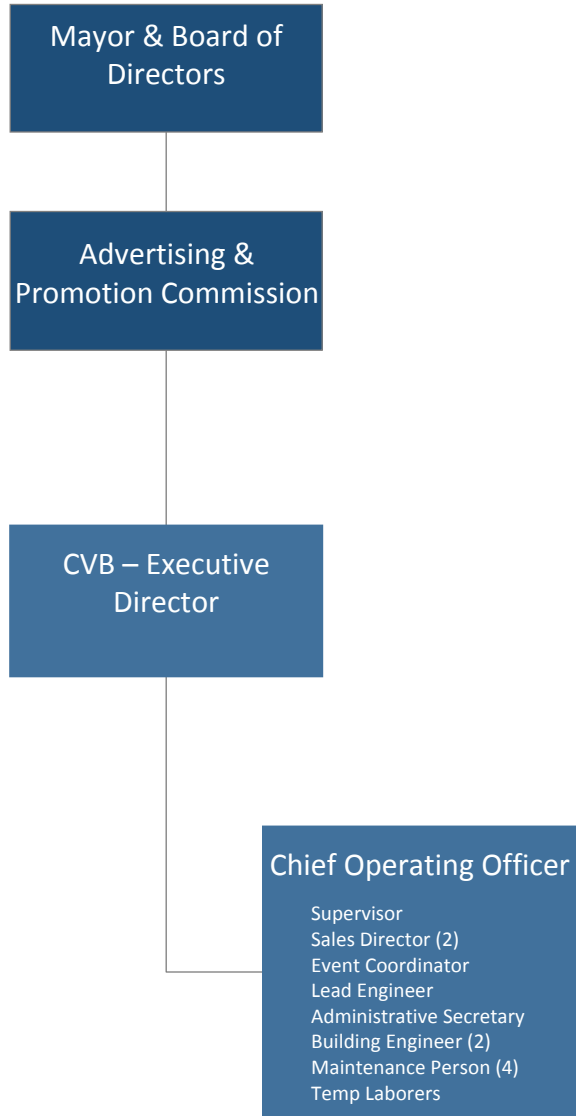 Mayor & Board of
Directors
Advertising &
Promotion Commission
CVB – Executive
Director
Chief Operating Officer
Supervisor
Sales Director (2)
Event Coordinator
Lead Engineer
Administrative Secretary
Building Engineer (2)
Maintenance Person (4)
Temp Laborers